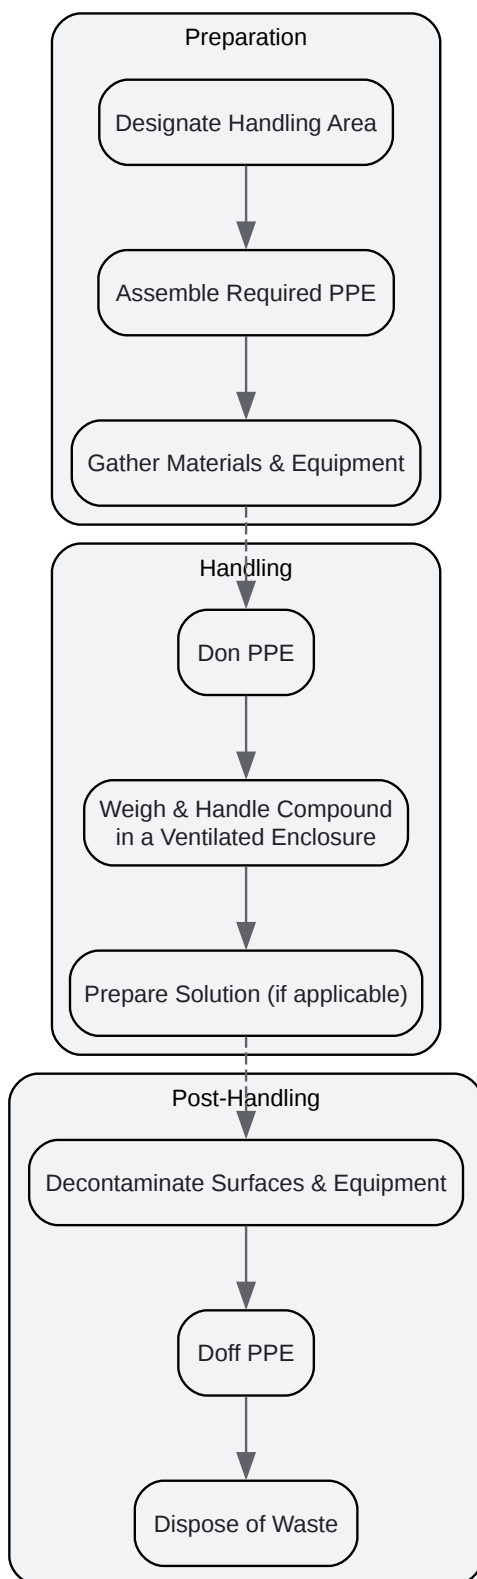 Preparation
Designate Handling Area
Assemble Required PPE
Gather Materials & Equipment
Handling
Don PPE
Weigh & Handle Compound
in a Ventilated Enclosure
Prepare Solution (if applicable)
Post-Handling
Decontaminate Surfaces & Equipment
Doff PPE
Dispose of Waste